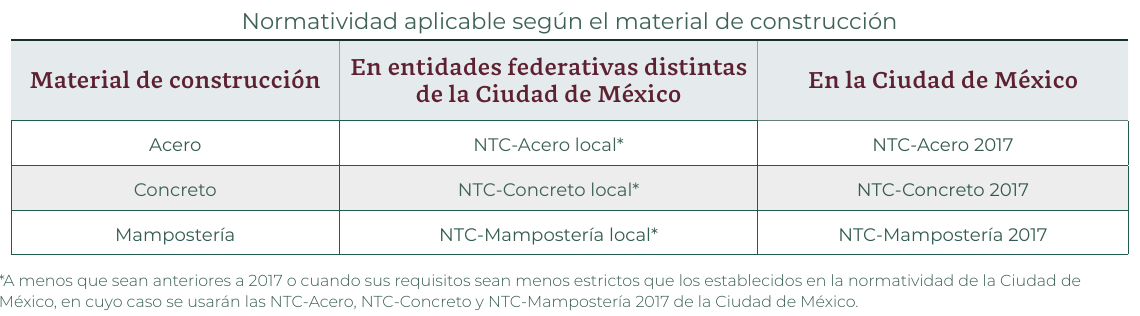 Normatividad aplicable según el material de construcción
Material de construcción
En entidades federativas distintas
de la Ciudad de México
En la Ciudad de México
Acero
NTC-Acero local*
NTC-Acero 2017
Concreto
NTC-Concreto local*
NTC-Concreto 2017
Mampostería
NTC-Mampostería local*
NTC-Mampostería 2017
*A menos que sean anteriores a 2017 o cuando sus requisitos sean menos estrictos que los establecidos en la normatividad de la Ciudad de
México, en cuyo caso se usarán las NTC-Acero, NTC-Concreto y NTC-Mampostería 2017 de la Ciudad de México.